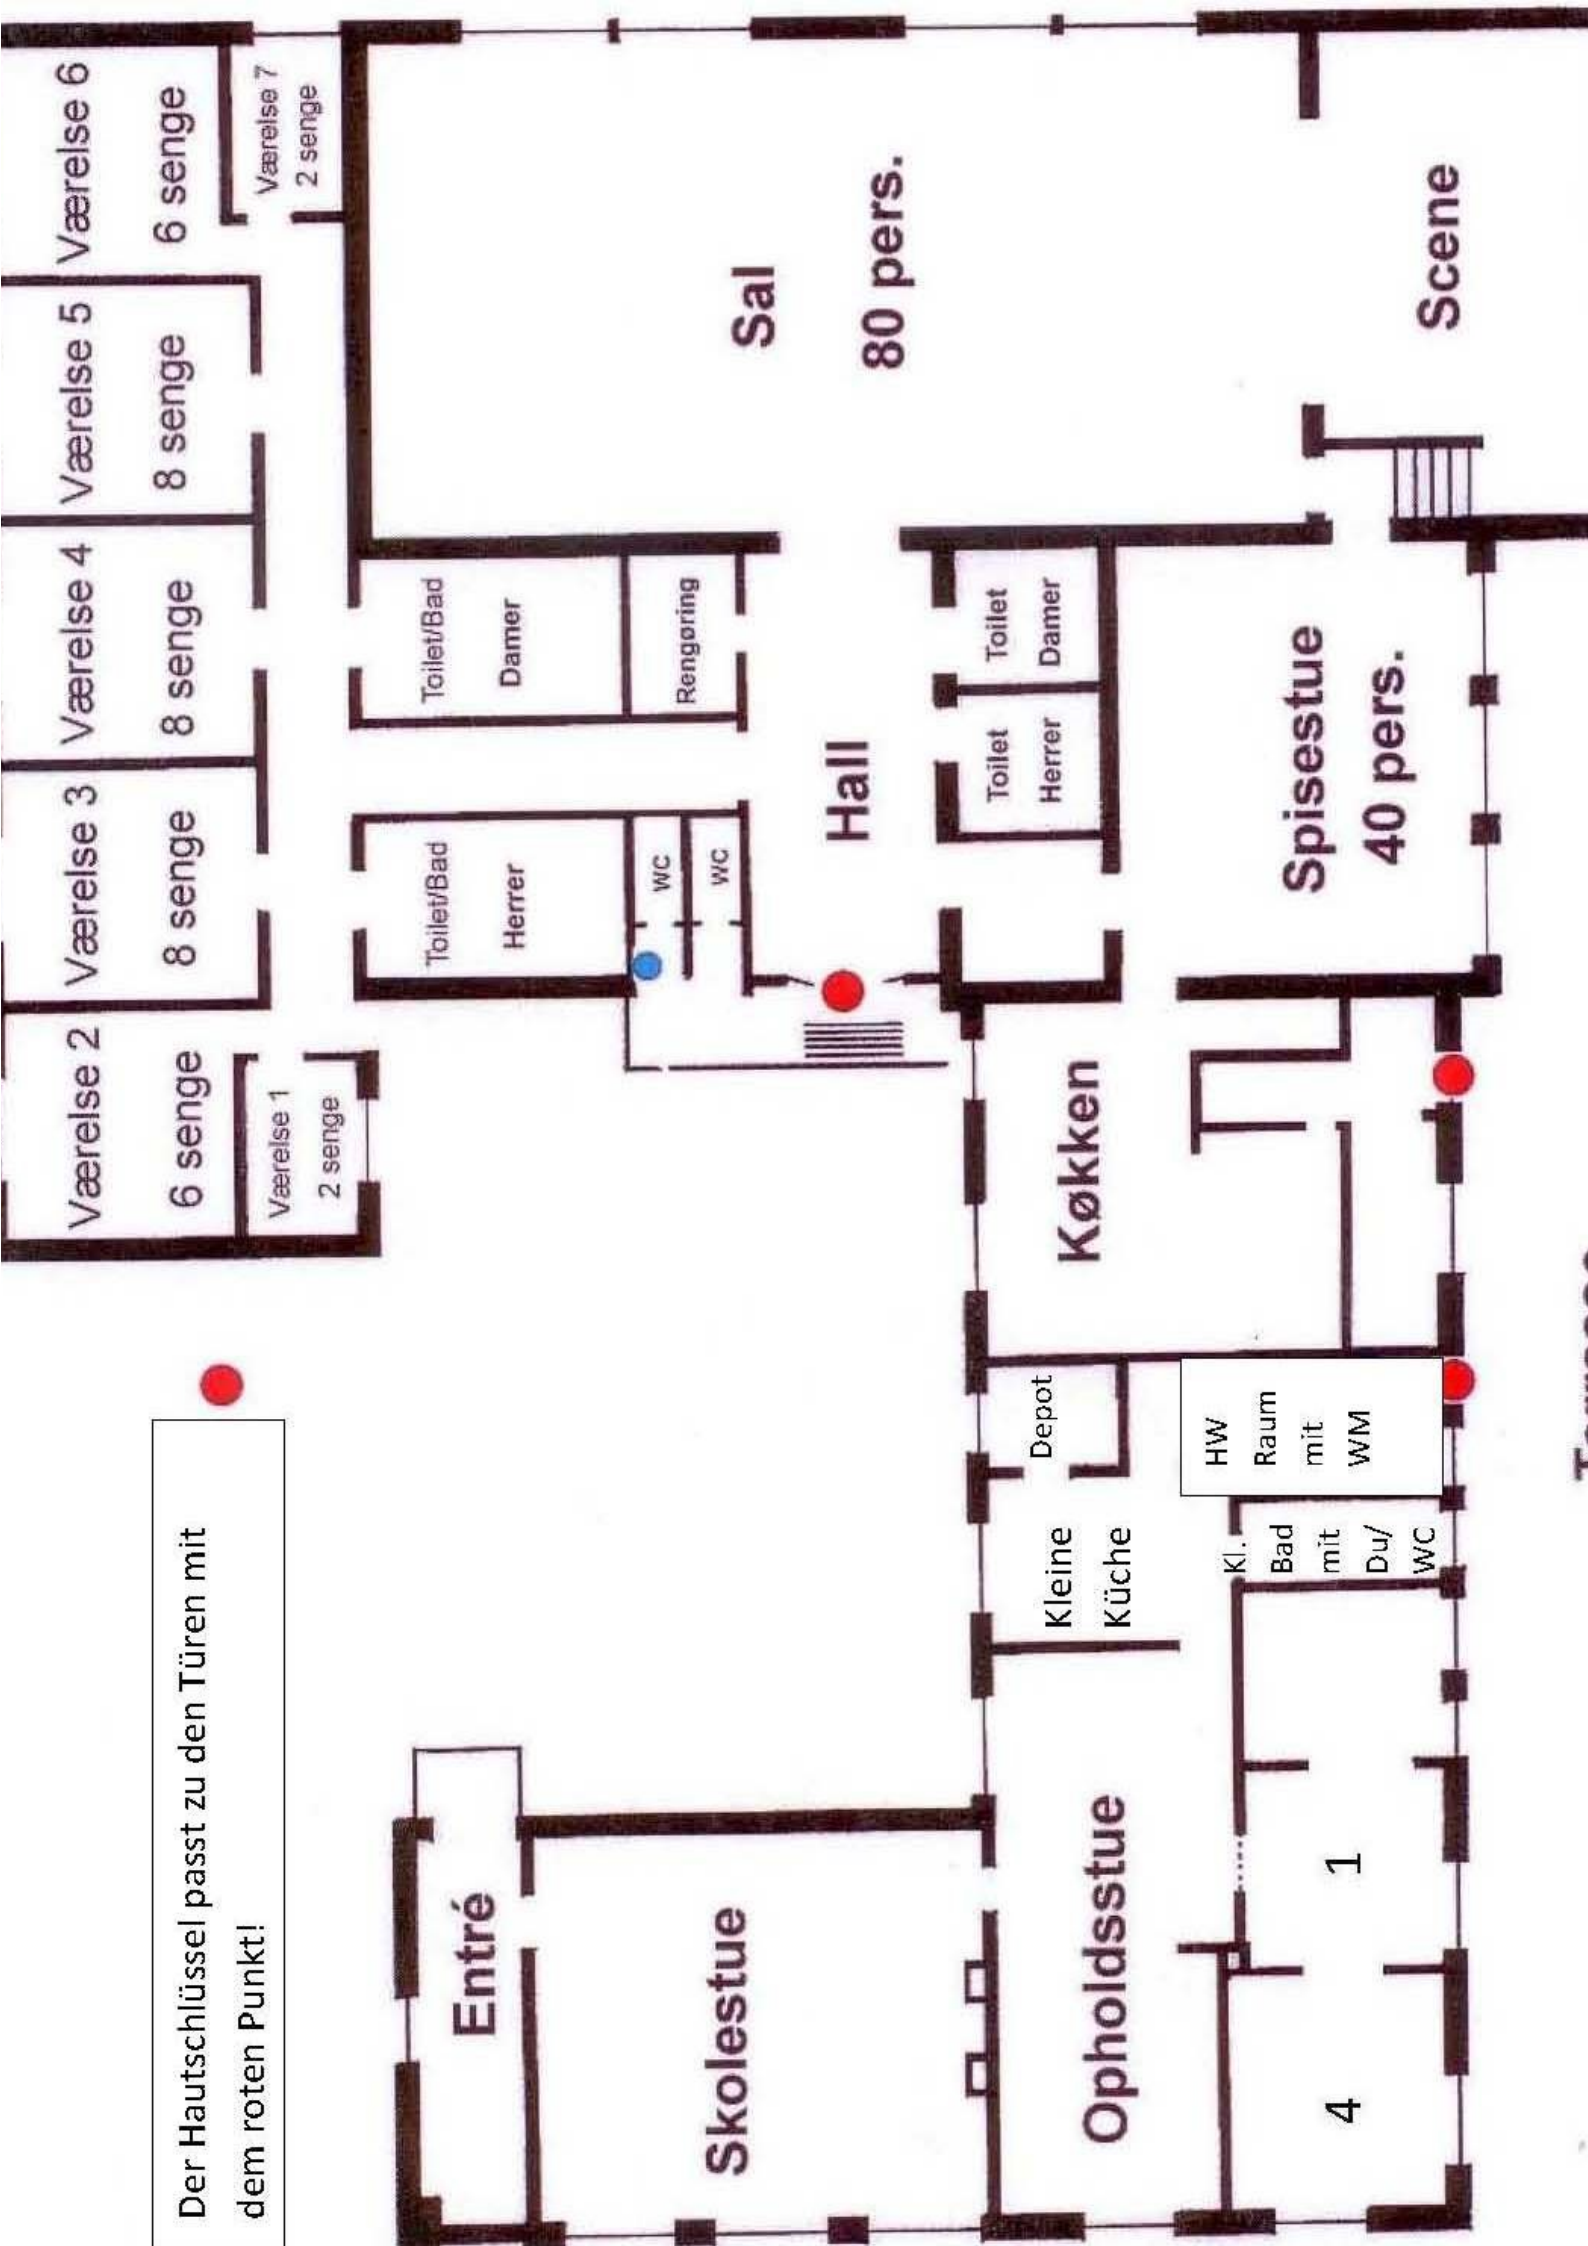 Der Hautschlüssel passt zu den Türen mit
dem roten Punkt!
Værelse 2
6 senge
Værelse 1
2 senge
Værelse 3
8 senge
Værelse 4
8 senge
Værelse 5
8 senge
Værelse 6
6 senge
Værelse 7
2 senge
Entré
Skolestue
Opholdsstue
4
1
Toilet/Bad
Herrer
WC
WC
Toilet/Bad
Damer
Rengøring
Hall
Toilet
Herrer
Toilet
Damer
Sal
80 pers.
Scene
Depot
Kleine
Küche
Kl.
Bad
mit
Du/
WC
HW
Raum
mit
WM
Køkken
Spisestue
40 pers.